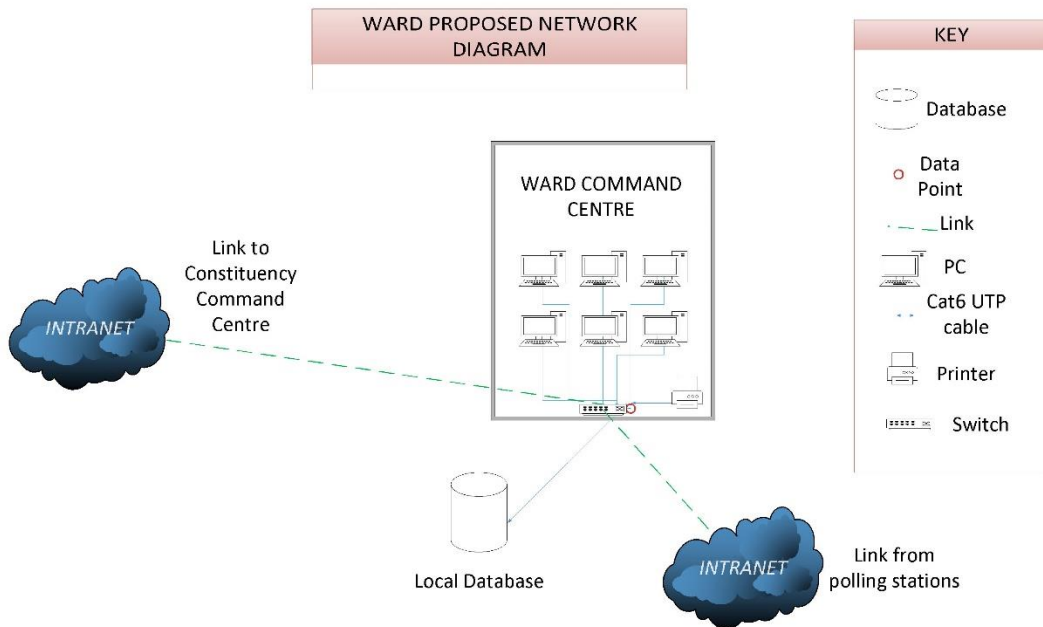 WARD PROPOSED NETWORK
DIAGRAM
KEY
Database
Data
Point
Link
PC
Cat6 UTP
cable
Printer
Switch
WARD COMMAND
CENTRE
Link to
Constituency
Command
Centre
INTRANET
Local Database
INTRANET
Link from
polling stations